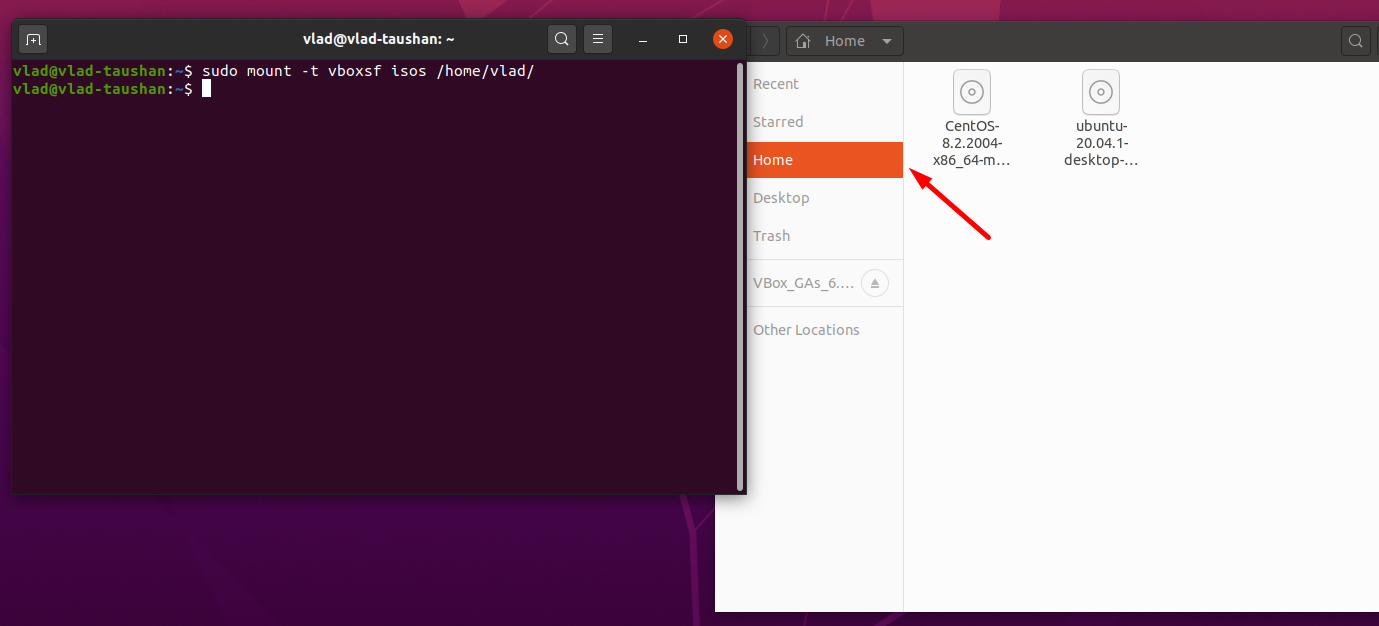 vlad@vlad-taushan: ~
vlad@vlad-taushan:~$ sudo mount -t vboxsf isos /home/vlad/
vlad@vlad-taushan:~$
Home
Recent
Starred
Home
Desktop
Trash
VBox_GAs_6.…
Other Locations
CentOS-
8.2.2004-
x86_64-m…
ubuntu-
20.04.1-
desktop-…